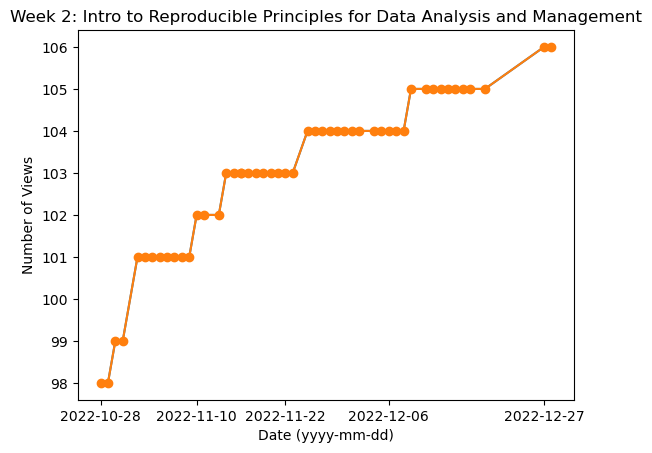 Week 2: Intro to Reproducible Principles for Data Analysis and Management
106
105
104
103
102
101
100
99
98
Number of Views
2022-10-28 2022-11-10 2022-11-22 2022-12-06 2022-12-27
Date (yyyy-mm-dd)